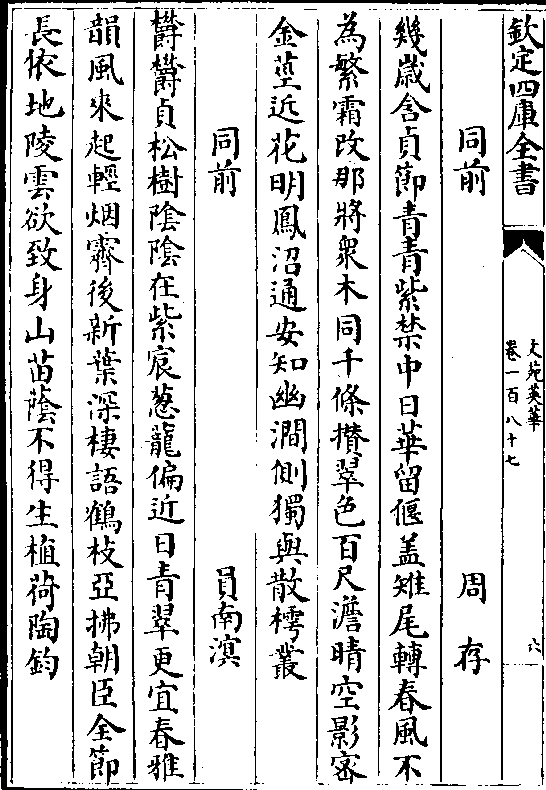 欽定四庫全書
文苑英華
卷一百八十七
六
同前 周存
幾歲含貞節青青紫禁中日華留偃盖雉尾轉春風不
為繁霜改那將衆木同千條攅翠色百尺澹晴空影宻
金莖近花明鳳沼通安知幽澗側獨與散樗叢
同前 員南溟
欝欝貞松樹隂隂在紫宸葱蘢偏近日青翠更宜春雅
韻風來起輕烟霽後新葉深棲語鶴枝亞拂朝臣全節
長依地陵雲欲致身山苗蔭不得生植荷陶鈞